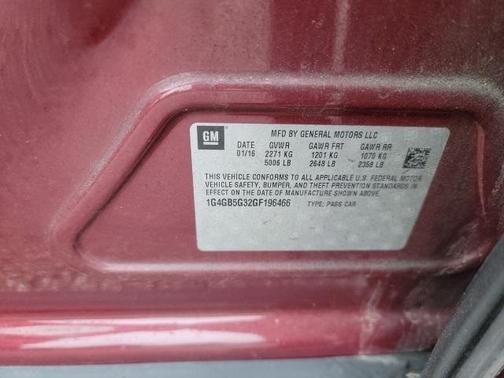 GM
MFD BY GENERAL MOTORS LLC
DATE GVWR GAWR FRT GAWR RR
01/16 2271 KG 1201 KG 1070 KG
5006 LB 2648 LB 2358 LB
THIS VEHICLE CONFORMS TO ALL APPLICABLE U.S. FEDERAL MOTOR
VEHICLE SAFETY, BUMPER, AND THEFT PREVENTION STANDARDS IN
EFFECT ON THE DATE OF MANUFACTURE SHOWN ABOVE.
1G4GB5G32GF196466 TYPE: PASS CAR